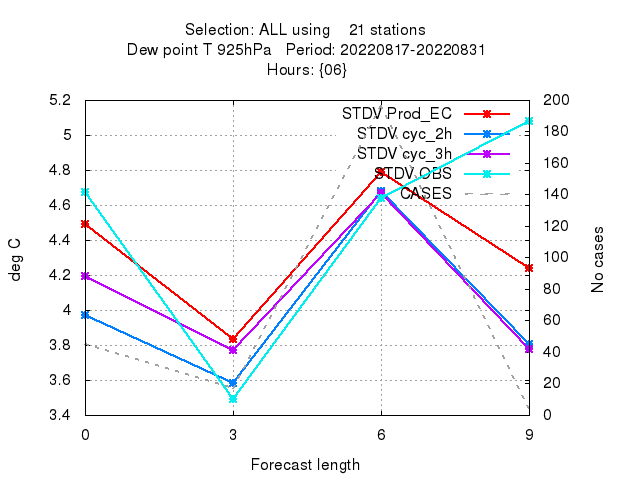 Selection: ALL using    21 stations
Dew point T 925hPa   Period: 20220817-20220831
Hours: {06}
5.2
5
4.8
4.6
4.4
4.2
4
3.8
3.6
3.4
deg C
200
180
160
140
120
100
80
60
40
20
0
No cases
STDV Prod_EC
STDV cyc_2h
STDV cyc_3h
STDV OBS
CASES
0
3
6
9
Forecast length